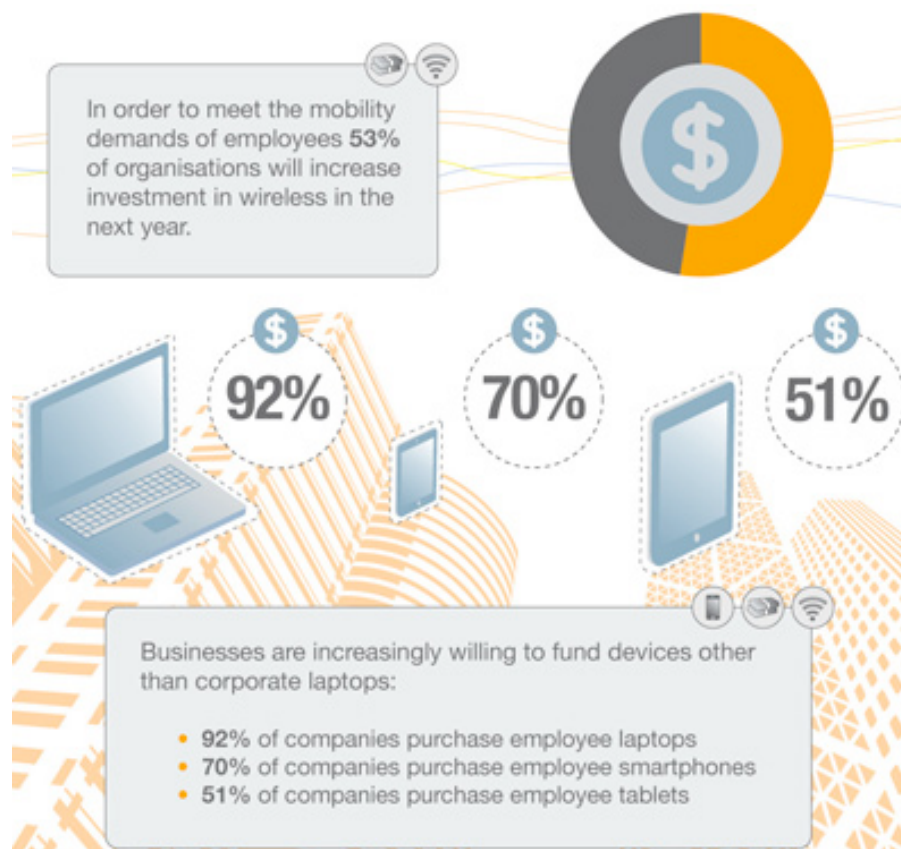 In order to meet the mobility
demands of employees 53%
of organisations will increase
investment in wireless in the
next year.
$
$
$
$
92%
70%
51%
Businesses are increasingly willing to fund devices other
than corporate laptops:
• 92% of companies purchase employee laptops
• 70% of companies purchase employee smartphones
• 51% of companies purchase employee tablets